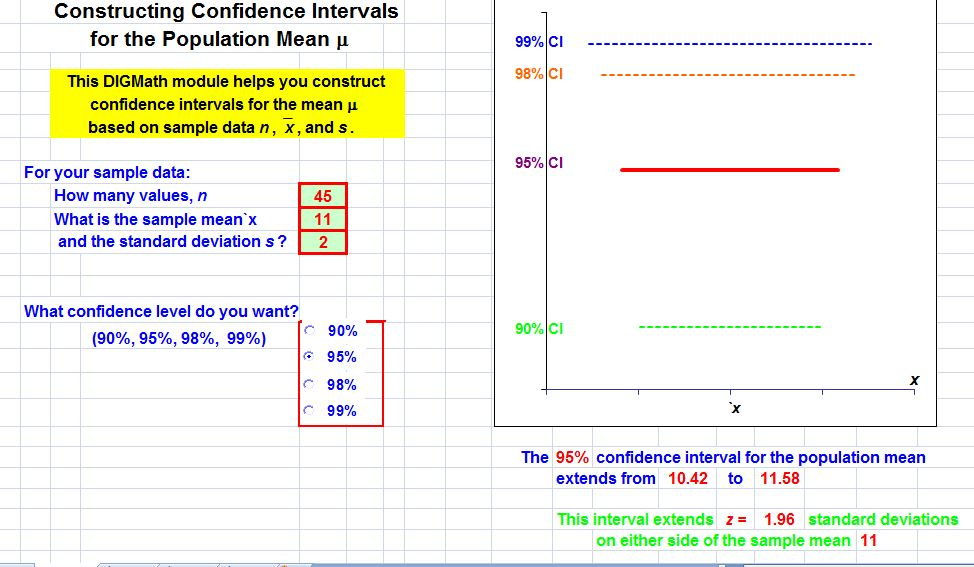 Constructing Confidence Intervals
for the Population Mean μ
This DIGMath module helps you construct
confidence intervals for the mean μ
based on sample data n, x̅, and s.
For your sample data:
How many values, n
45
What is the sample mean`x
11
and the standard deviation s?
2
What confidence level do you want?
(90%, 95%, 98%, 99%)
90%
95%
98%
99%
99% CI
98% CI
95% CI
90% CI
x
`x
The 95% confidence interval for the population mean
extends from 10.42 to 11.58
This interval extends z = 1.96 standard deviations
on either side of the sample mean 11